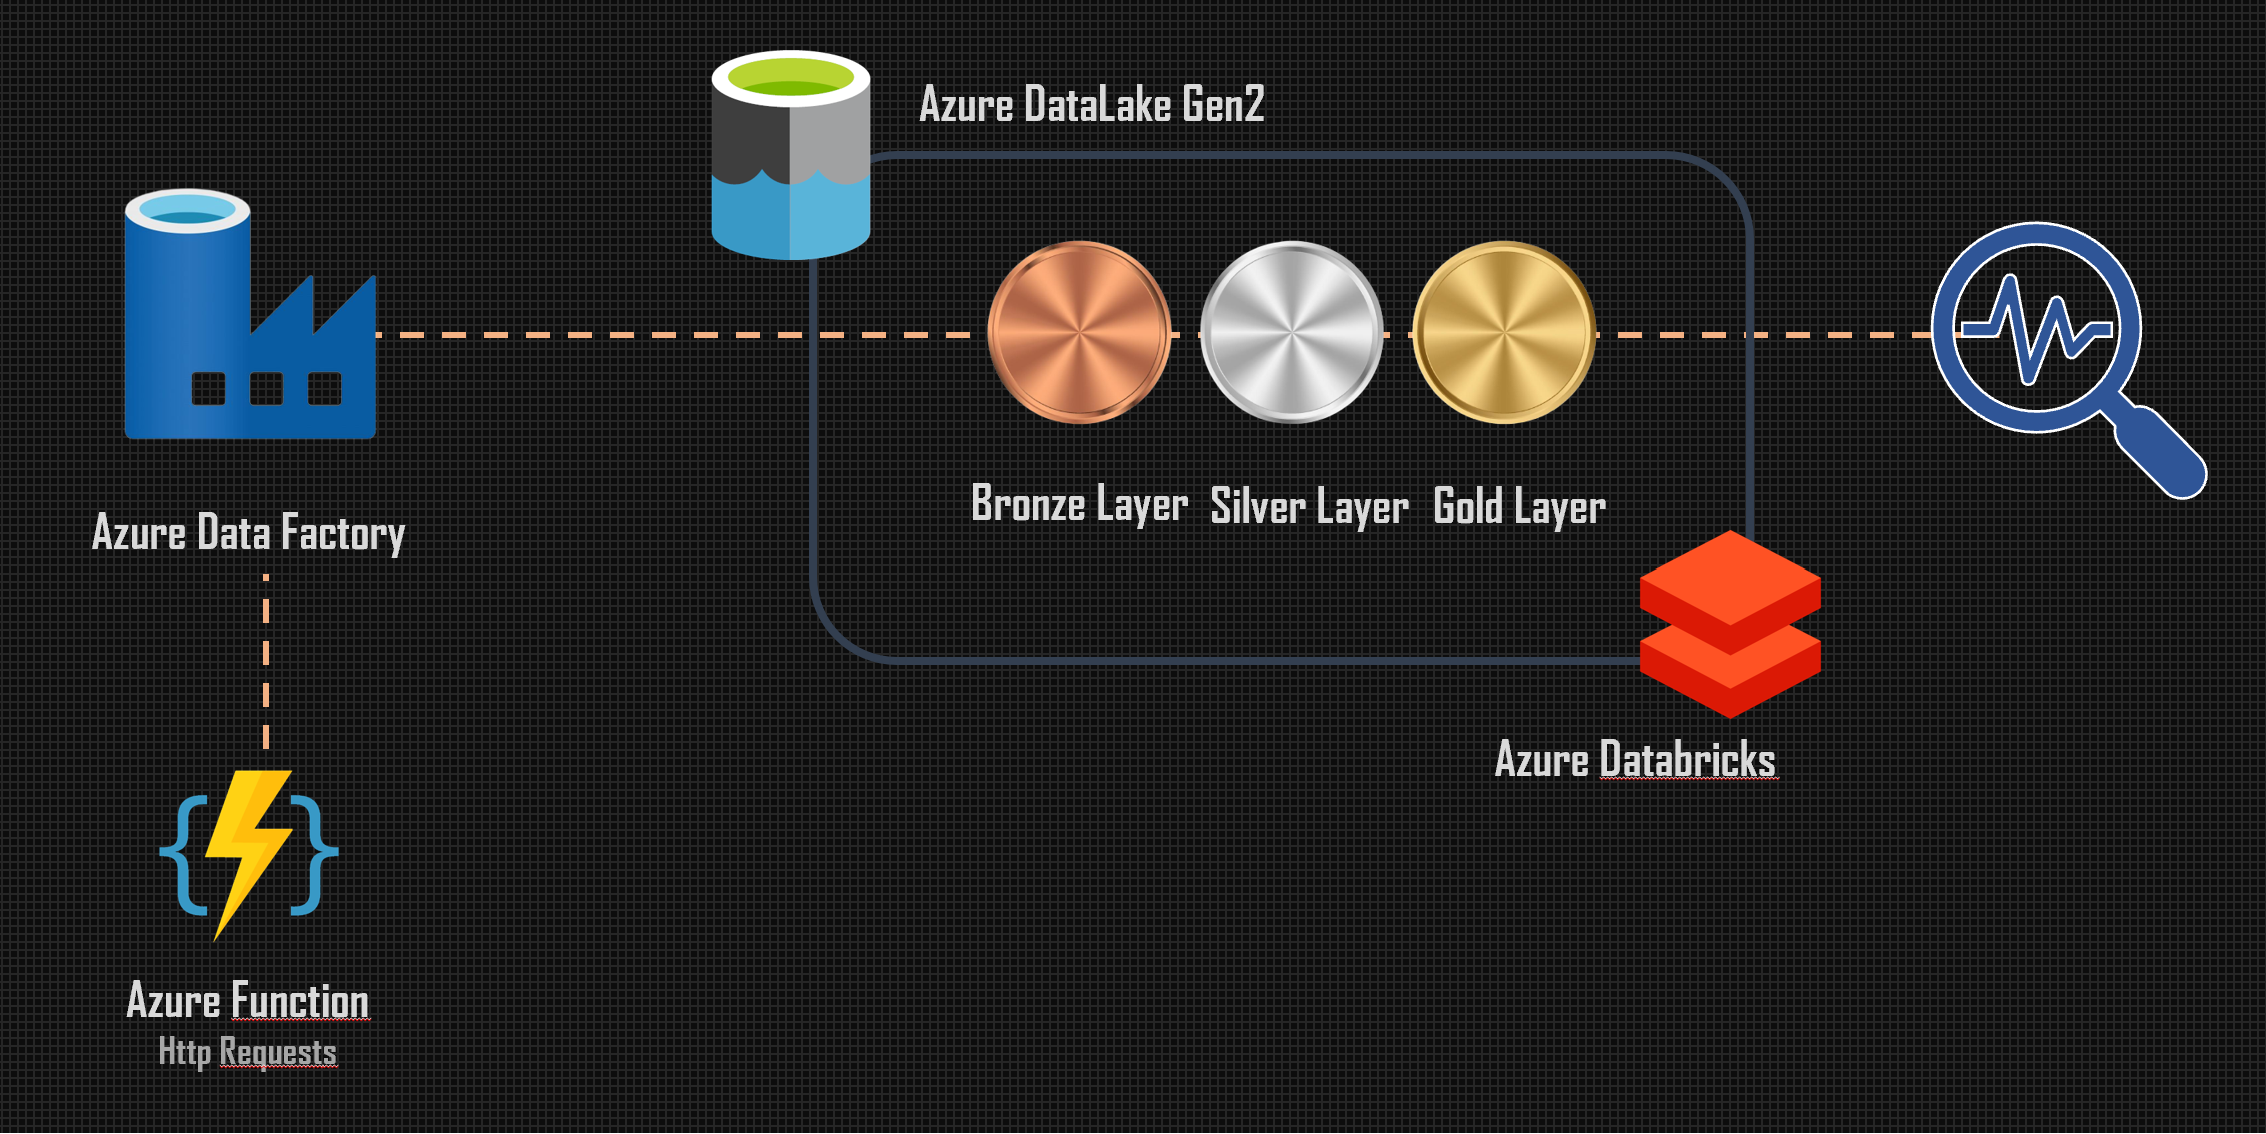 Azure DataLake Gen2
Bronze Layer
Silver Layer
Gold Layer
Azure Data Factory
Azure Databricks
Azure Function
Http Requests